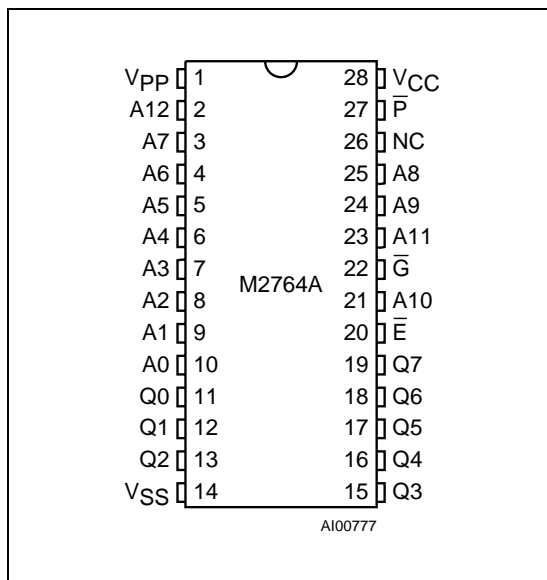 VPP 1 28 VCC
A12 2 27 P̅
A7 3 26 NC
A6 4 25 A8
A5 5 24 A9
A4 6 23 A11
A3 7 22 G̅
M2764A
A2 8 21 A10
A1 9 20 E̅
A0 10 19 Q7
Q0 11 18 Q6
Q1 12 17 Q5
Q2 13 16 Q4
VSS 14 15 Q3
AI00777